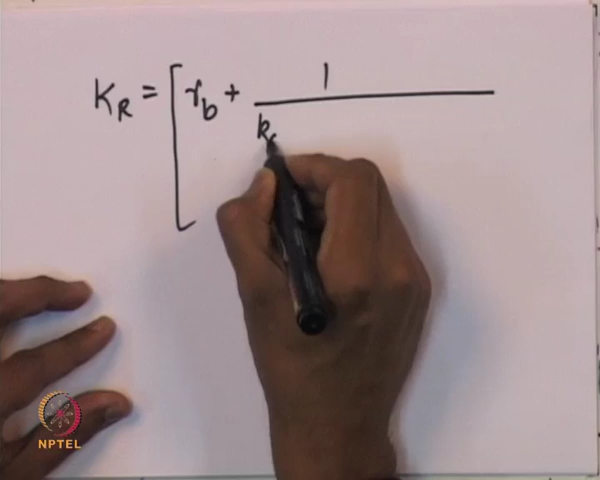 K_R = [ r_b + 1 / k
NPTEL